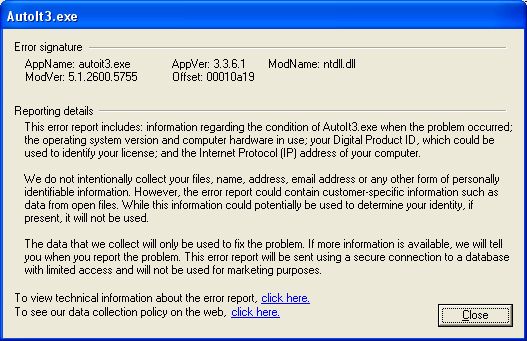 AutoIt3.exe
Error signature
AppName: autoit3.exe AppVer: 3.3.6.1 ModName: ntdll.dll
ModVer: 5.1.2600.5755 Offset: 00010a19
Reporting details
This error report includes: information regarding the condition of AutoIt3.exe when the problem occurred;
the operating system version and computer hardware in use; your Digital Product ID, which could be
used to identify your license; and the Internet Protocol (IP) address of your computer.
We do not intentionally collect your files, name, address, email address or any other form of personally
identifiable information. However, the error report could contain customer-specific information such as
data from open files. While this information could potentially be used to determine your identity, if
present, it will not be used.
The data that we collect will only be used to fix the problem. If more information is available, we will tell
you when you report the problem. This error report will be sent using a secure connection to a database
with limited access and will not be used for marketing purposes.
To view technical information about the error report, click here.
To see our data collection policy on the web, click here.
Close